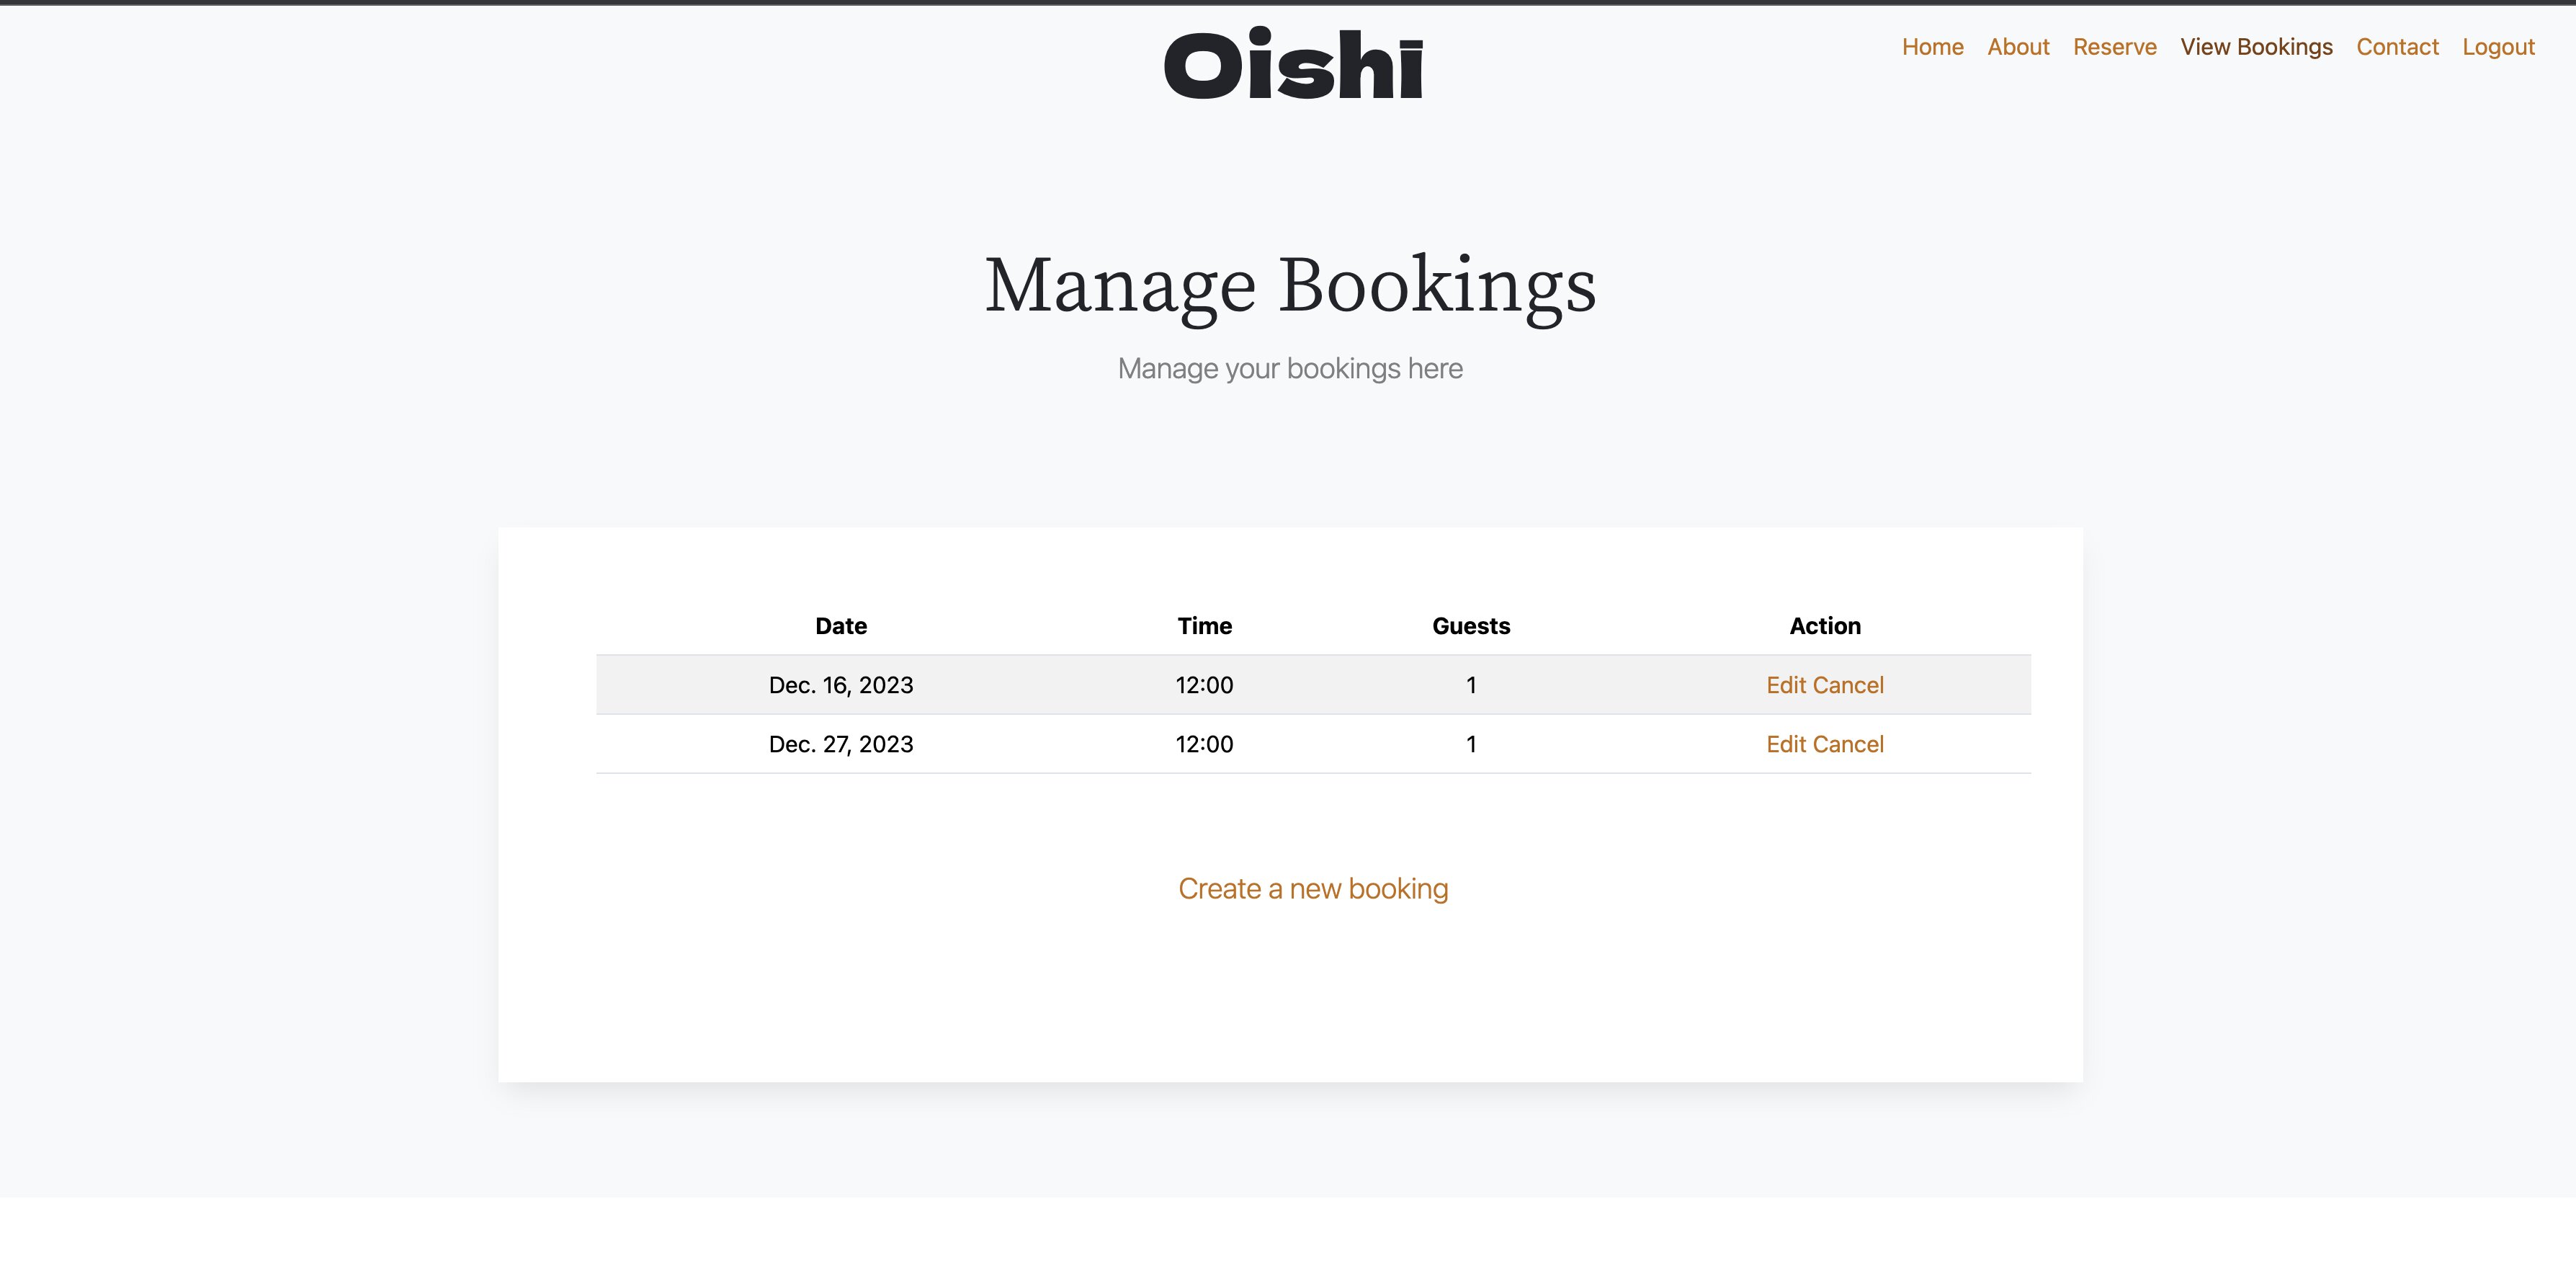 Oishī
Home About Reserve View Bookings Contact Logout
Manage Bookings
Manage your bookings here
Date Time Guests Action
Dec. 16, 2023 12:00 1 Edit Cancel
Dec. 27, 2023 12:00 1 Edit Cancel
Create a new booking